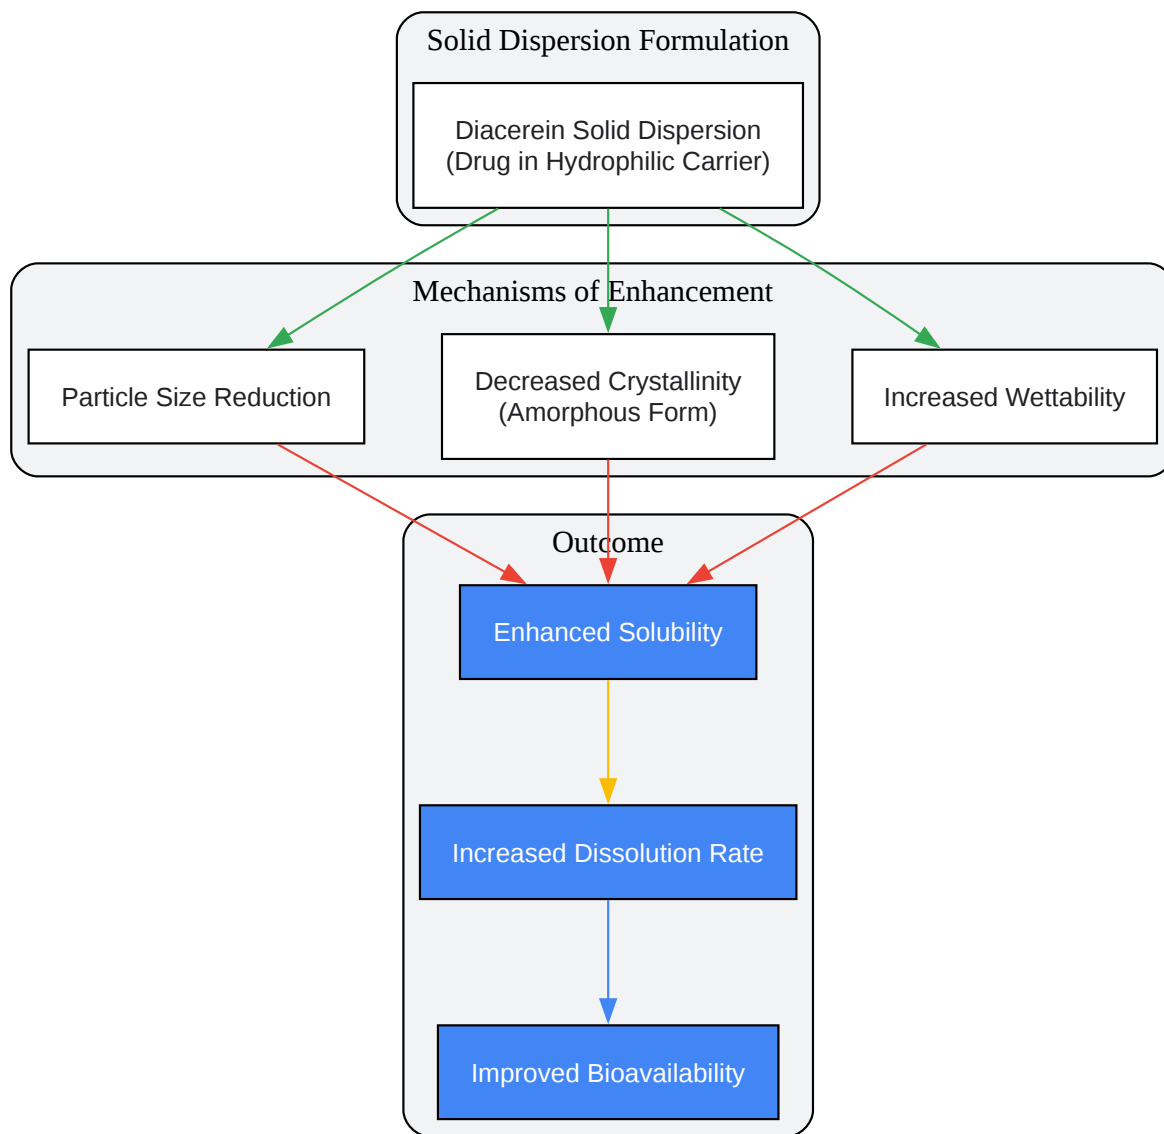 Solid Dispersion Formulation
Diacerein Solid Dispersion
(Drug in Hydrophilic Carrier)
Mechanisms of Enhancement
Particle Size Reduction
Decreased Crystallinity
(Amorphous Form)
Increased Wettability
Outcome
Enhanced Solubility
Increased Dissolution Rate
Improved Bioavailability